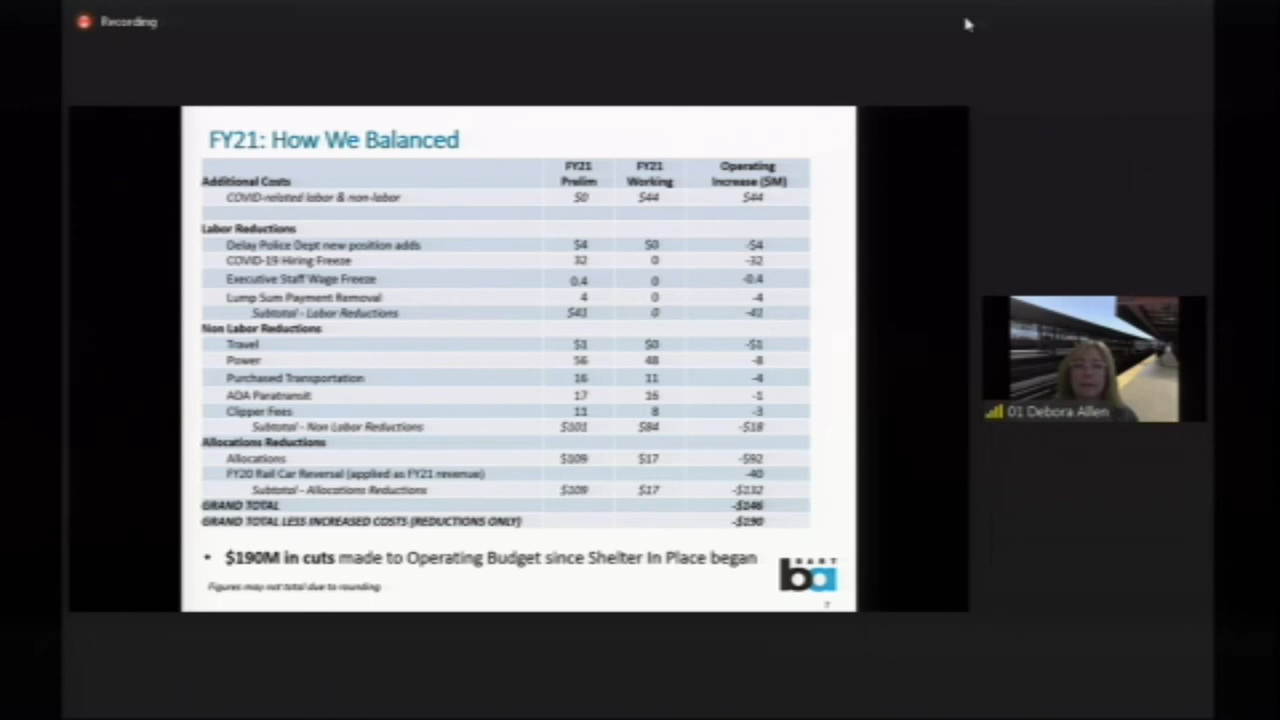 Recording
FY21: How We Balanced
FY21 FY21 Operating
Additional Costs Prelim Working Increase ($M)
COVID-related labor & non-labor $0 $44 $44
Labor Reductions
Delay Police Dept new position adds $4 $0 -$4
COVID-19 Hiring Freeze 32 0 -32
Executive Staff Wage Freeze 0.4 0 -0.4
Lump Sum Payment Removal 4 0 -4
Subtotal - Labor Reductions $41 0 -41
Non Labor Reductions
Travel $1 $0 -$1
Power 56 48 -8
Purchased Transportation 16 11 -4
ADA Paratransit 17 16 -1
Clipper Fees 11 8 -3
Subtotal - Non Labor Reductions $101 $84 -$18
Allocations Reductions
Allocations $109 $17 -$92
FY20 Rail Car Reversal (applied as FY21 revenue) -40
Subtotal - Allocations Reductions $109 $17 -$132
GRAND TOTAL -$146
GRAND TOTAL LESS INCREASED COSTS (REDUCTIONS ONLY) -$190
• $190M in cuts made to Operating Budget since Shelter In Place began
Figures may not total due to rounding
BART
ba
7
01 Debora Allen